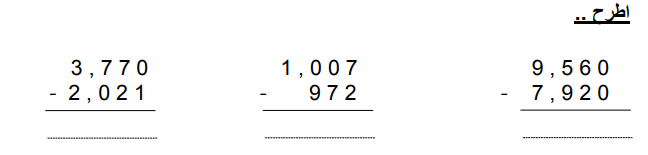 اطرح ..
3,770 1,007 9,560
- 2,021 - 972 - 7,920